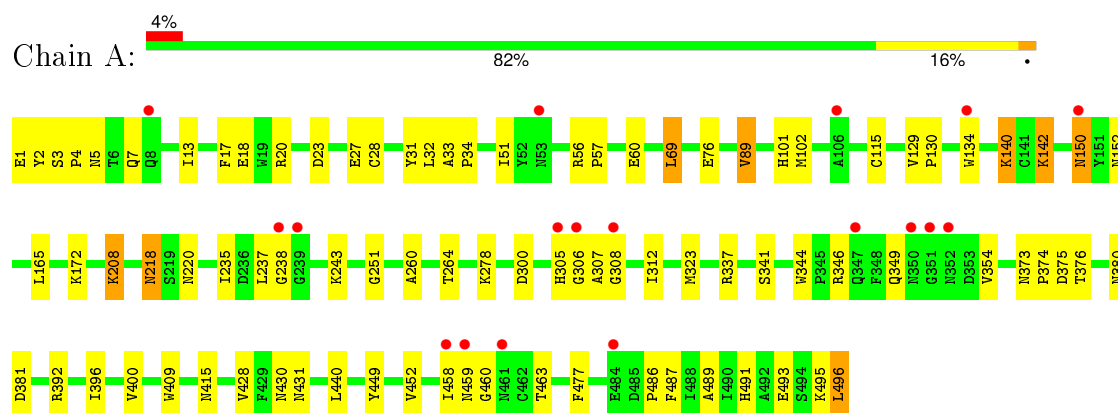 4%
Chain A:
82% 16% •
E1 Y2 S3 P4 N5 T6 Q7 Q8 I13 F17 E18 W19 R20 D23 E27 C28 Y31 L32 A33 P34 I51 Y52 N53 R56 P57 E60 L69 E76 V89 H101 M102 A106 C115 V129 P130 W134 K140 C141 K142 N150 Y151 N152
L165 K172 K208 N218 S219 N220 I235 D236 L237 G238 G239 K243 G251 A260 T264 K278 D300 H305 G306 A307 G308 I312 M323 R337 S341 W344 P345 R346 Q347 F348 Q349 N350 G351 N352 D353 V354 N373 P374 D375 T376
D381 R392 I396 V400 W409 N415 V428 F429 N430 N431 L440 Y449 V452 I458 N459 G460 N461 C462 T463 F477 E484 D485 P486 F487 I488 A489 I490 H491 A492 E493 S494 K495 L496